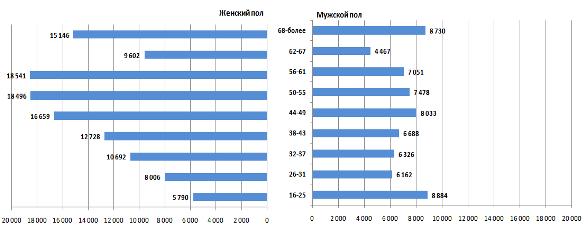 Женский пол
15 146
9 602
18 541
18 496
16 659
12 728
10 692
8 006
5 790
20 000 18 000 16 000 14 000 12 000 10 000 8 000 6 000 4 000 2 000 0
Мужской пол
68-более 8 730
62-67 4 467
56-61 7 051
50-55 7 478
44-49 8 033
38-43 6 688
32-37 6 326
26-31 6 162
16-25 8 884
0 2 000 4 000 6 000 8 000 10 000 12 000 14 000 16 000 18 000 20 000